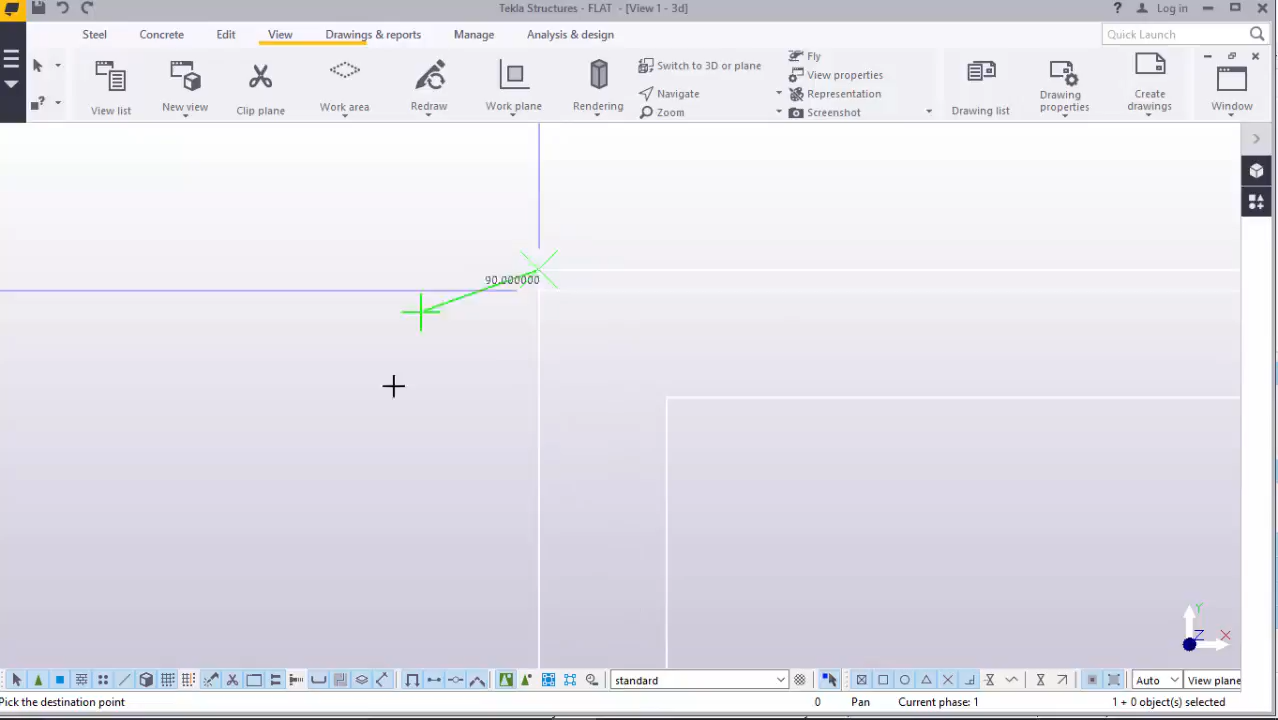 Tekla Structures - FLAT - [View 1 - 3d]
? Log in
Steel Concrete Edit View Drawings & reports Manage Analysis & design Quick Launch
View list
New view
Clip plane
Work area
Redraw
Work plane
Rendering
Switch to 3D or plane
Navigate
Zoom
Fly
View properties
Representation
Screenshot
Drawing list
Drawing properties
Create drawings
Window
90.000000
Y
Z X
standard Auto View plane
Pick the destination point 0 Pan Current phase: 1 1 + 0 object(s) selected